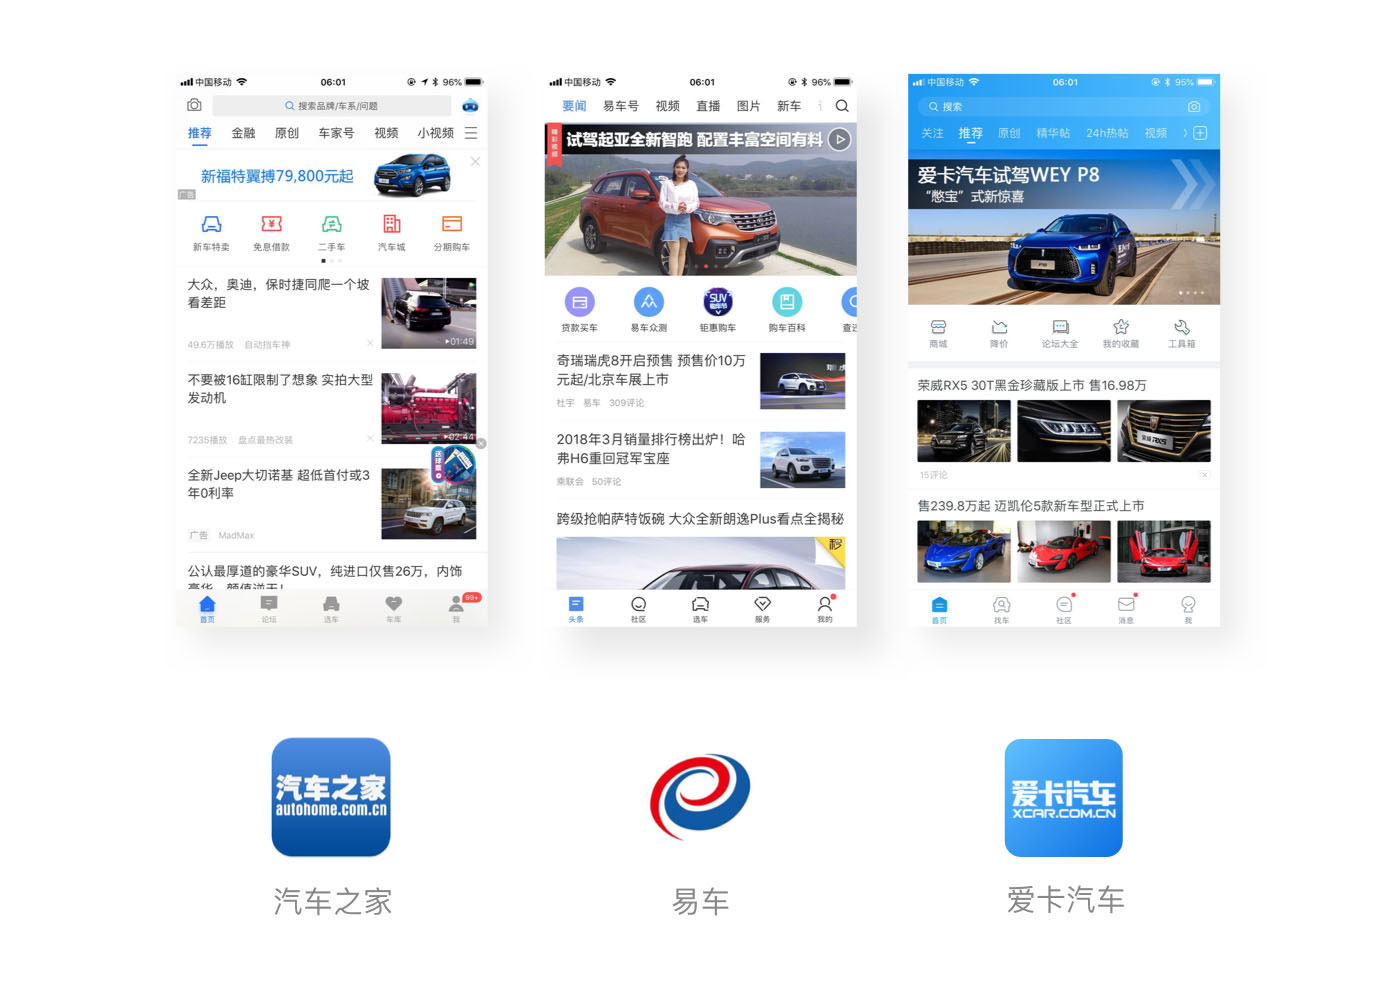 中国移动 06:01 96%
搜索品牌/车系/问题
推荐 金融 原创 车家号 视频 小视频
新福特翼搏79,800元起
广告
新车特卖 免息借款 二手车 汽车城 分期购车
大众，奥迪，保时捷同爬一个坡
看差距
49.6万播放 自动挡车神
01:49
不要被16缸限制了想象 实拍大型
发动机
7235播放 盘点最热改装
02:44
送球票
全新Jeep大切诺基 超低首付或3
年0利率
广告 MadMax
公认最厚道的豪华SUV，纯进口仅售26万，内饰
豪华，颜值逆天！
99+
首页 论坛 选车 车库 我
中国移动 06:01 96%
要闻 易车号 视频 直播 图片 新车
精彩视频
试驾起亚全新智跑 配置丰富空间有料
SUV
贷款买车 易车众测 钜惠购车 购车百科 查违
奇瑞瑞虎8开启预售 预售价10万
元起/北京车展上市
杜宇 易车 309评论
2018年3月销量排行榜出炉！哈
弗H6重回冠军宝座
乘联会 50评论
跨级抢帕萨特饭碗 大众全新朗逸Plus看点全揭秘
秒
头条 社区 选车 服务 我的
中国移动 06:01 95%
搜索
关注 推荐 原创 精华帖 24h热帖 视频
爱卡汽车试驾WEY P8
“憋宝”式新惊喜
P8
商城 降价 论坛大全 我的收藏 工具箱
荣威RX5 30T黑金珍藏版上市 售16.98万
荣威 RX5
15评论
售239.8万起 迈凯伦5款新车型正式上市
首页 找车 社区 消息 我
汽车之家
autohome.com.cn
爱卡汽车
XCAR.COM.CN
汽车之家
易车
爱卡汽车